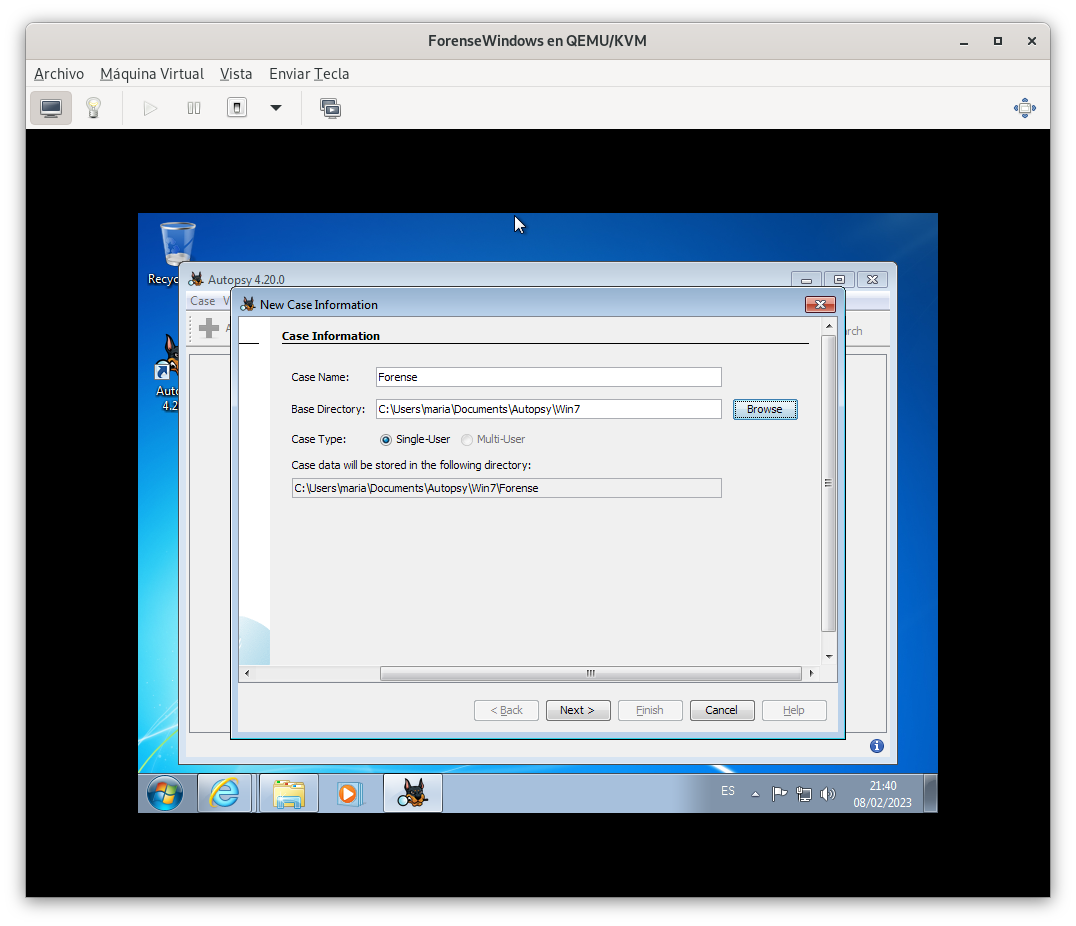 ForenseWindows en QEMU/KVM
Archivo Máquina Virtual Vista Enviar Tecla
Recyc
Autopsy 4.20.0
Case V
New Case Information
A
rch
Case Information
Case Name: Forense
Auto
4.2
Base Directory: C:\Users\maria\Documents\Autopsy\Win7 Browse
Case Type: Single-User Multi-User
Case data will be stored in the following directory:
C:\Users\maria\Documents\Autopsy\Win7\Forense
< Back Next > Finish Cancel Help
ES
21:40
08/02/2023